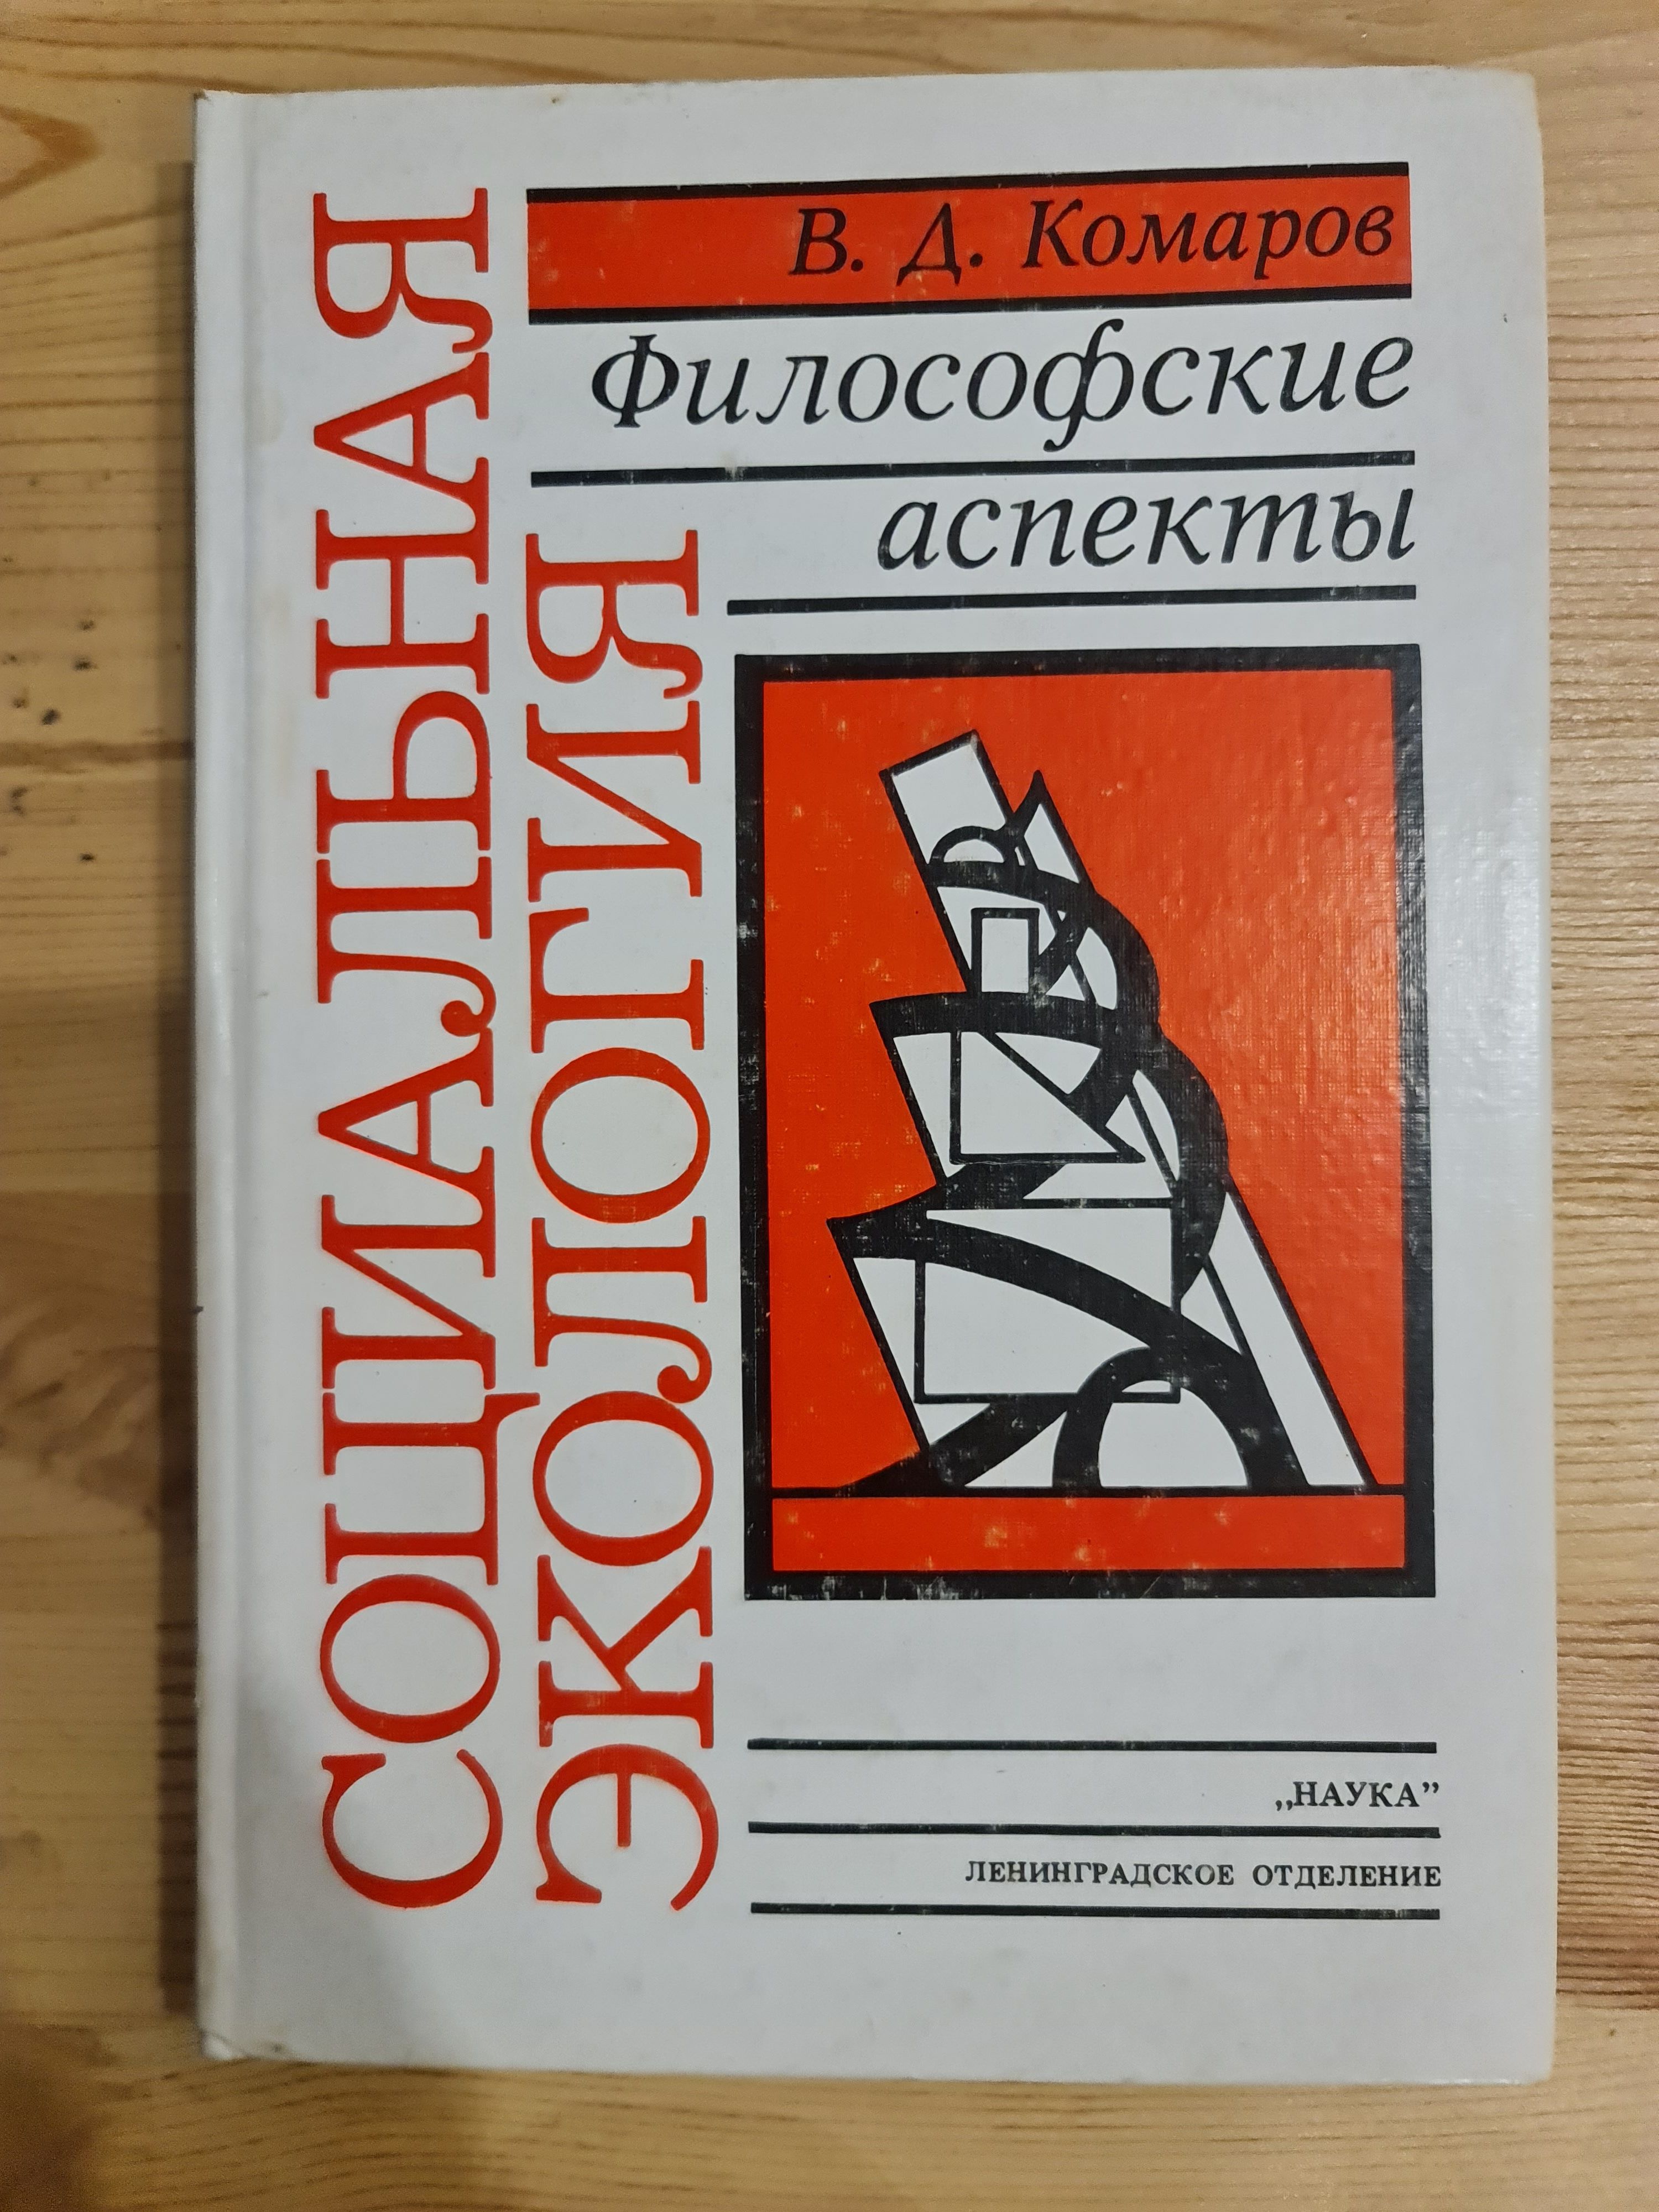 В. Д. Комаров
СОЦИАЛЬНАЯ
ЭКОЛОГИЯ
Философские
аспекты
„НАУКА”
ЛЕНИНГРАДСКОЕ ОТДЕЛЕНИЕ